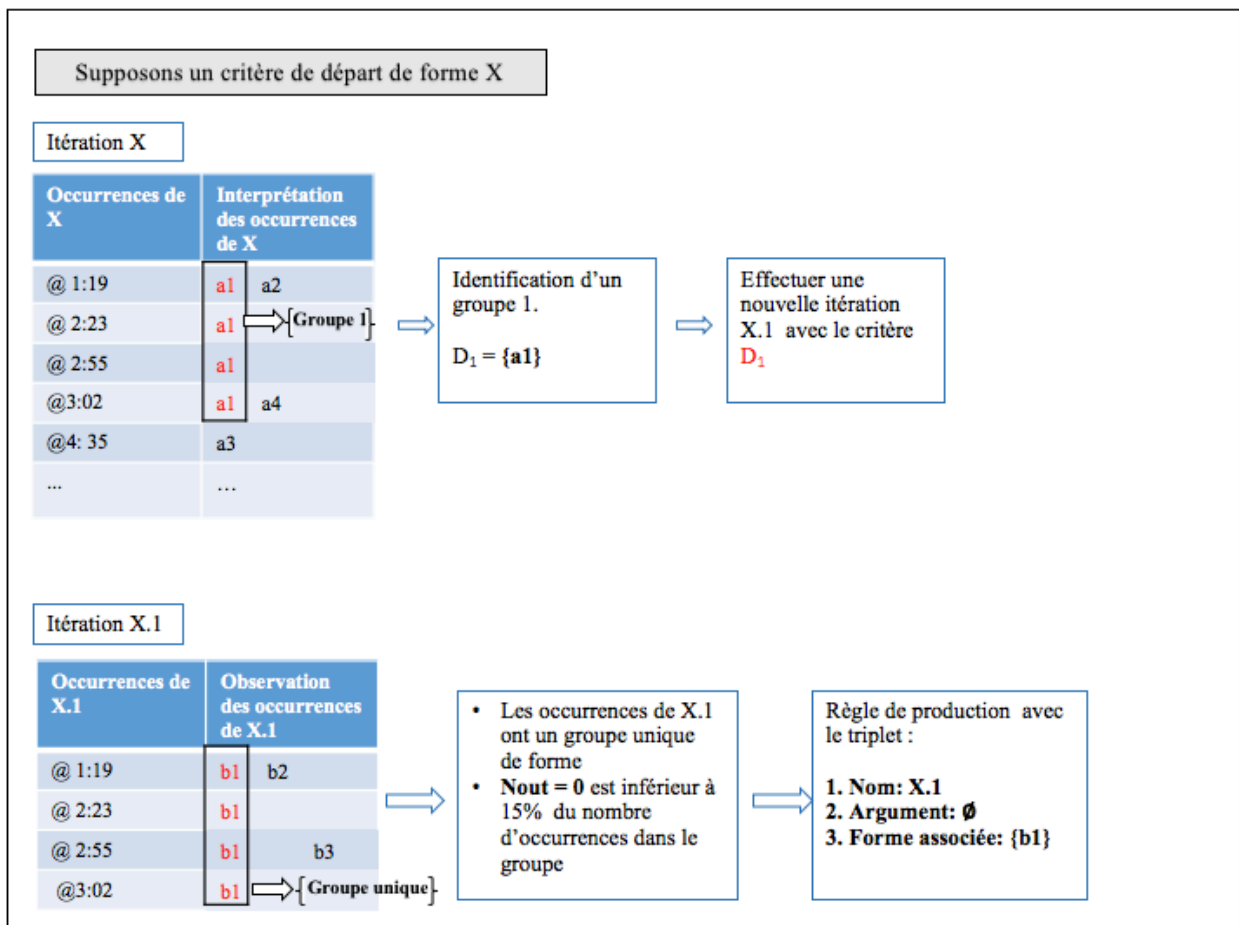 Supposons un critère de départ de forme X
Itération X
Occurrences de X
Interprétation des occurrences de X
@ 1:19 a1 a2
@ 2:23 a1 Groupe 1
@ 2:55 a1
@3:02 a1 a4
@4: 35 a3
... …
Identification d’un
groupe 1.
D₁ = {a1}
Effectuer une
nouvelle itération
X.1 avec le critère
D₁
Itération X.1
Occurrences de X.1
Observation des occurrences de X.1
@ 1:19 b1 b2
@ 2:23 b1
@ 2:55 b1 b3
@3:02 b1 Groupe unique
• Les occurrences de X.1
ont un groupe unique
de forme
• Nout = 0 est inférieur à
15% du nombre
d’occurrences dans le
groupe
Règle de production avec
le triplet :
1. Nom: X.1
2. Argument: ∅
3. Forme associée: {b1}